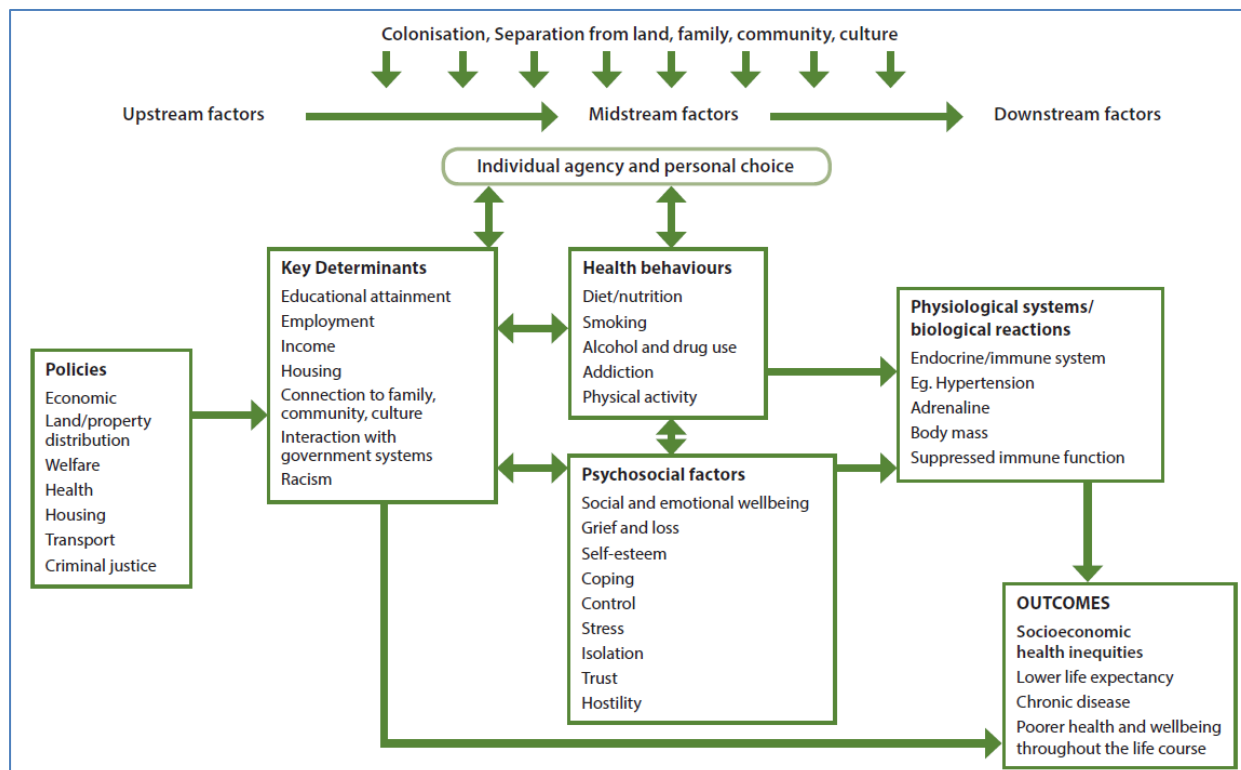 Colonisation, Separation from land, family, community, culture
Upstream factors
Midstream factors
Downstream factors
Individual agency and personal choice
Policies
Economic
Land/property
distribution
Welfare
Health
Housing
Transport
Criminal justice
Key Determinants
Educational attainment
Employment
Income
Housing
Connection to family,
community, culture
Interaction with
government systems
Racism
Health behaviours
Diet/nutrition
Smoking
Alcohol and drug use
Addiction
Physical activity
Psychosocial factors
Social and emotional wellbeing
Grief and loss
Self-esteem
Coping
Control
Stress
Isolation
Trust
Hostility
Physiological systems/
biological reactions
Endocrine/immune system
Eg. Hypertension
Adrenaline
Body mass
Suppressed immune function
OUTCOMES
Socioeconomic
health inequities
Lower life expectancy
Chronic disease
Poorer health and wellbeing
throughout the life course